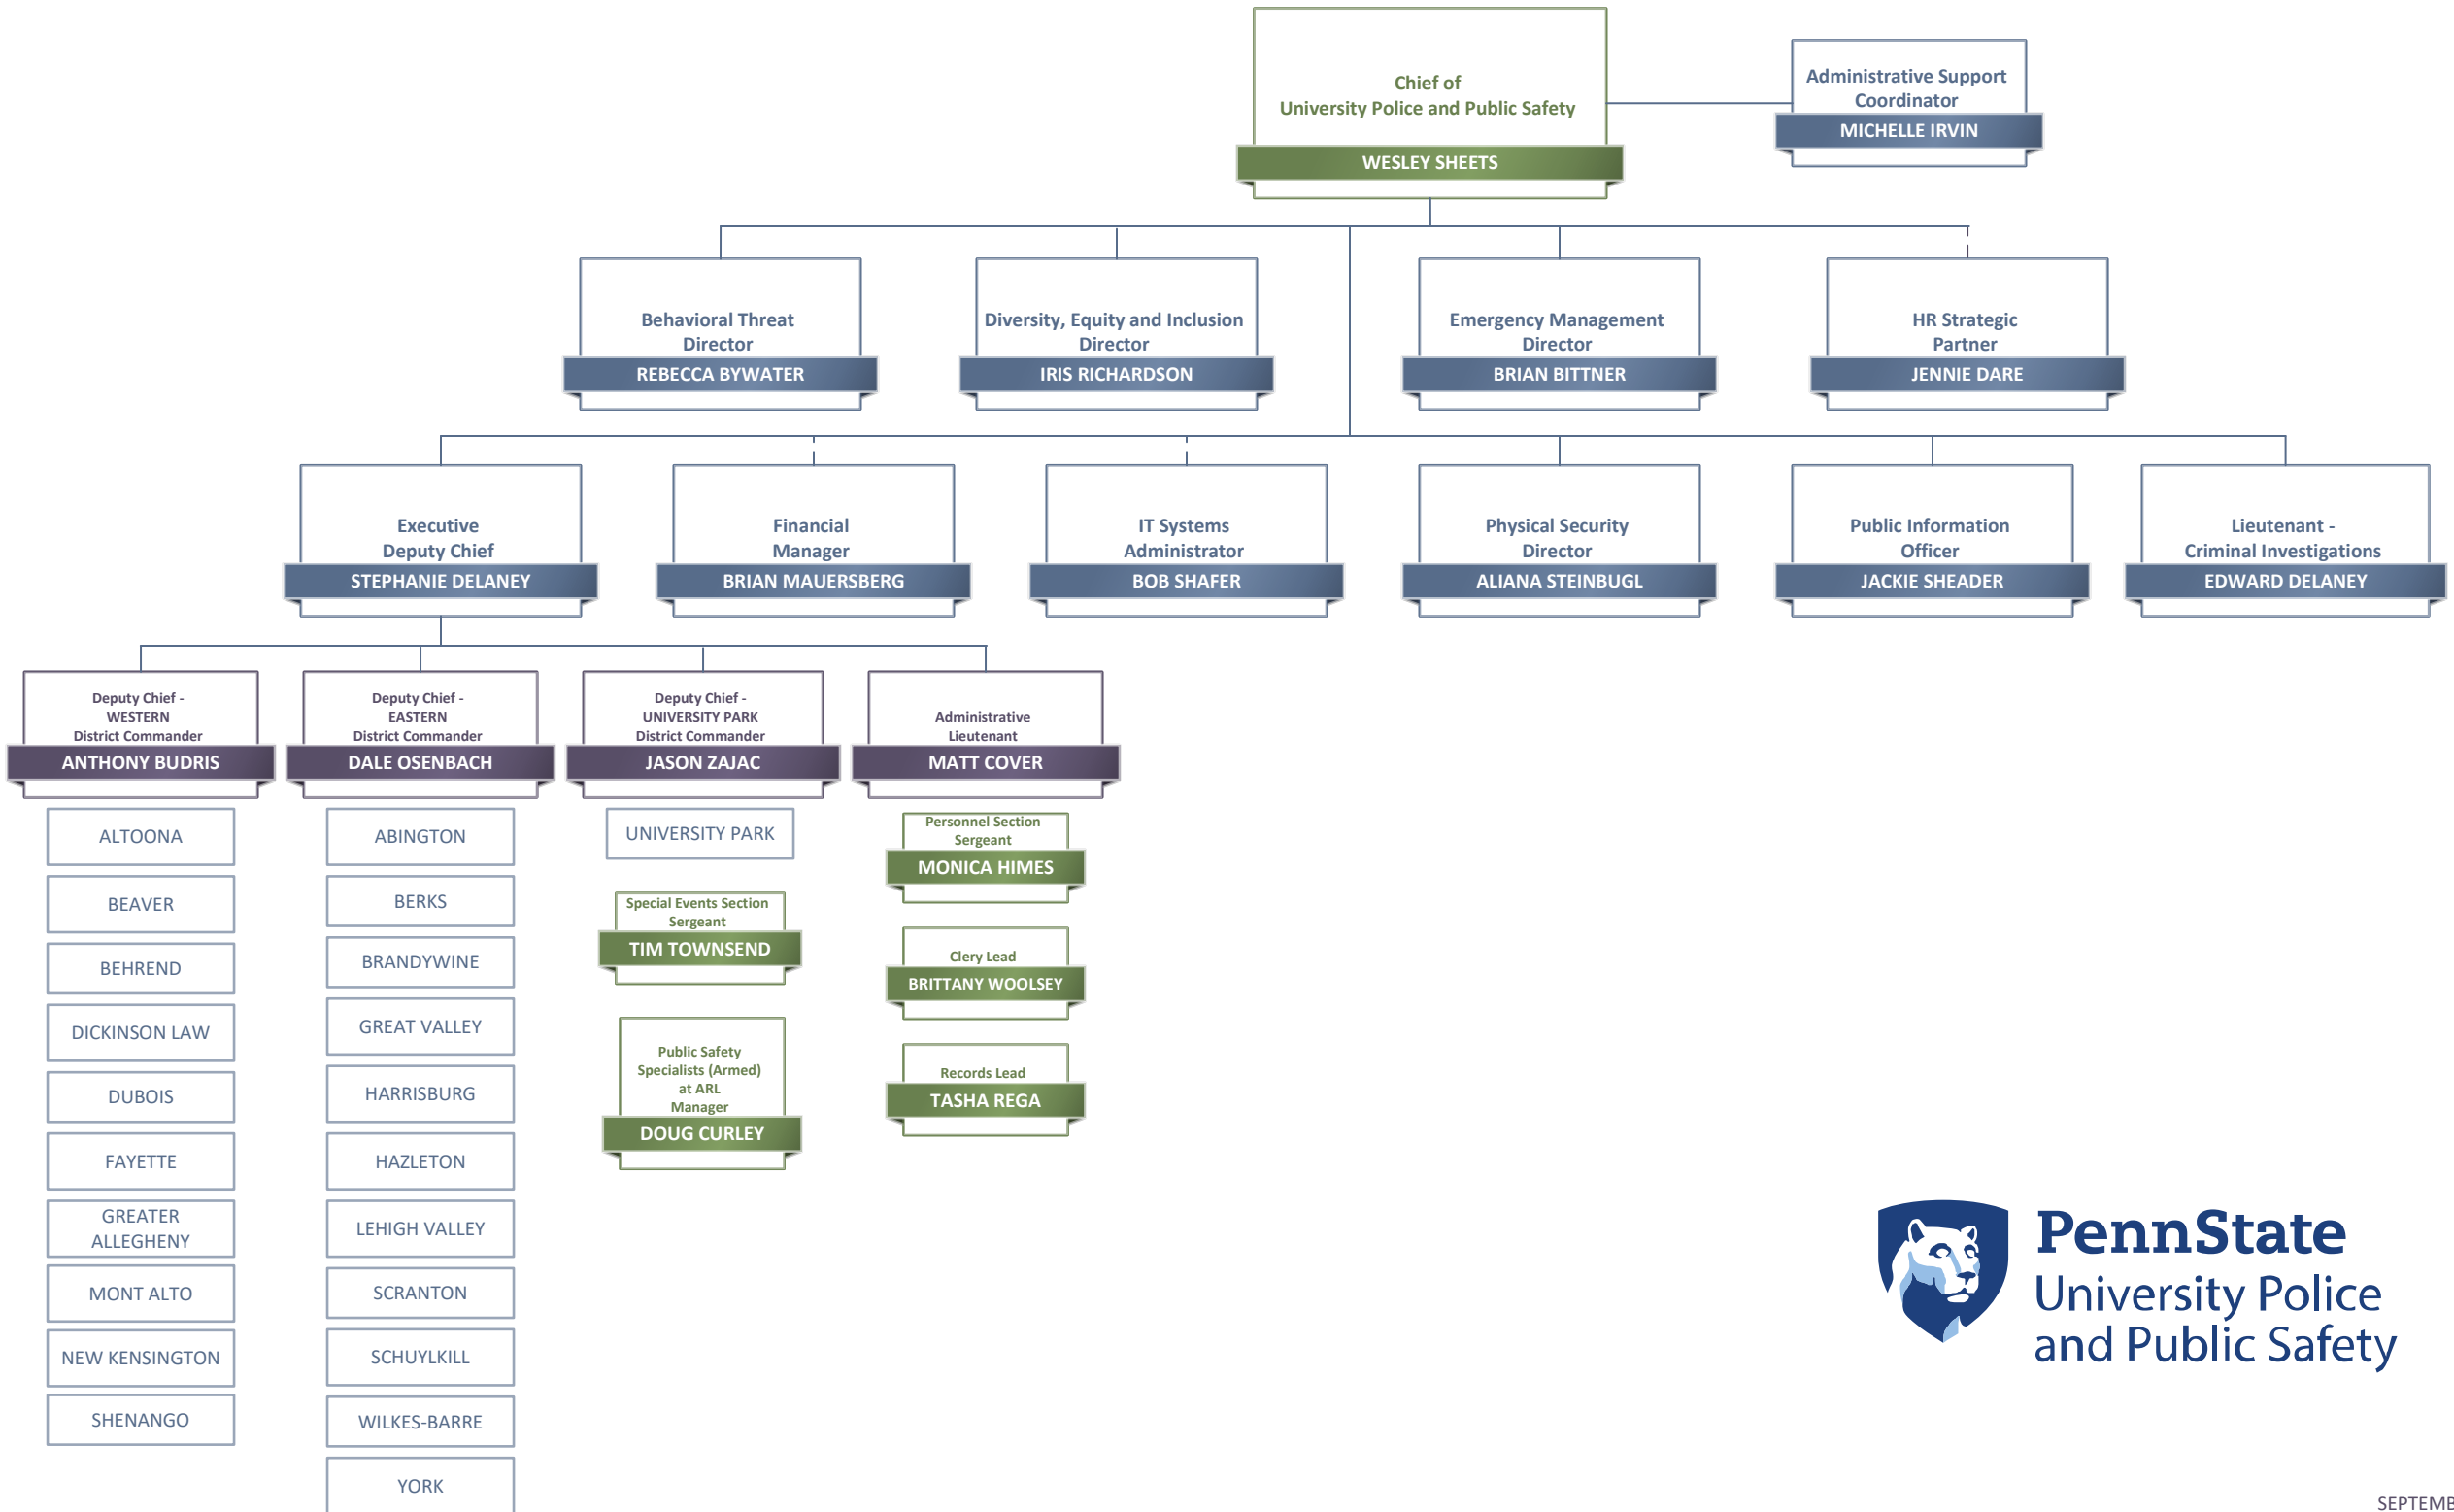 Chief of
University Police and Public Safety
WESLEY SHEETS
Administrative Support
Coordinator
MICHELLE IRVIN
Behavioral Threat
Director
REBECCA BYWATER
Diversity, Equity and Inclusion
Director
IRIS RICHARDSON
Emergency Management
Director
BRIAN BITTNER
HR Strategic
Partner
JENNIE DARE
Executive
Deputy Chief
STEPHANIE DELANEY
Financial
Manager
BRIAN MAUERSBERG
IT Systems
Administrator
BOB SHAFER
Physical Security
Director
ALIANA STEINBUGL
Public Information
Officer
JACKIE SHEADER
Lieutenant -
Criminal Investigations
EDWARD DELANEY
Deputy Chief -
WESTERN
District Commander
ANTHONY BUDRIS
ALTOONA
BEAVER
BEHREND
DICKINSON LAW
DUBOIS
FAYETTE
GREATER
ALLEGHENY
MONT ALTO
NEW KENSINGTON
SHENANGO
Deputy Chief -
EASTERN
District Commander
DALE OSENBACH
ABINGTON
BERKS
BRANDYWINE
GREAT VALLEY
HARRISBURG
HAZLETON
LEHIGH VALLEY
SCRANTON
SCHUYLKILL
WILKES-BARRE
YORK
Deputy Chief -
UNIVERSITY PARK
District Commander
JASON ZAJAC
UNIVERSITY PARK
Special Events Section
Sergeant
TIM TOWNSEND
Public Safety
Specialists (Armed)
at ARL
Manager
DOUG CURLEY
Administrative
Lieutenant
MATT COVER
Personnel Section
Sergeant
MONICA HIMES
Clery Lead
BRITTANY WOOLSEY
Records Lead
TASHA REGA
PennState
University Police
and Public Safety
SEPTEMB